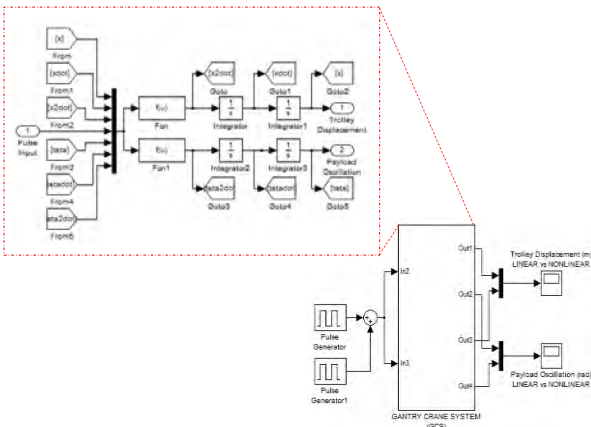 [x]
From
[xdot]
From1
[x2dot]
From2
1
Pulse
Input
[teta]
From3
tetadot]
From4
eta2dot]
From5
f(u)
Fcn
f(u)
Fcn1
[x2dot]
Goto
[xdot]
Goto1
[x]
Goto2
1
s
Integrator
1
s
Integrator1
1
Trolley
Displacement
1
s
Integrator2
1
s
Integrator3
2
Payload
Oscillation
teta2dot
Goto3
[tetadot]
Goto4
[teta]
Goto5
Pulse
Generator
Pulse
Generator1
In2
In3
Out1
Out2
Out3
Out4
GANTRY CRANE SYSTEM
(GCS)
Trolley Displacement (m)
LINEAR vs NONLINEAR
Payload Oscillation (rad)
LINEAR vs NONLINEAR